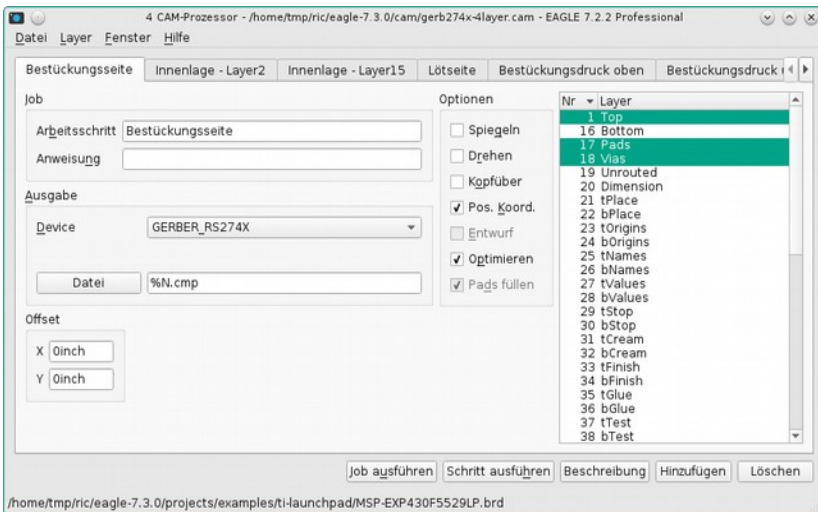 4 CAM-Prozessor - /home/tmp/ric/eagle-7.3.0/cam/gerb274x-4layer.cam - EAGLE 7.2.2 Professional
Datei Layer Fenster Hilfe
Bestückungsseite Innenlage - Layer2 Innenlage - Layer15 Lötseite Bestückungsdruck oben Bestückungsdruck
Job
Arbeitsschritt Bestückungsseite
Anweisung
Ausgabe
Device GERBER_RS274X
Datei %N.cmp
Offset
X 0inch
Y 0inch
Optionen
Spiegeln
Drehen
Kopfüber
Pos. Koord.
Entwurf
Optimieren
Pads füllen
Nr Layer
1 Top
16 Bottom
17 Pads
18 Vias
19 Unrouted
20 Dimension
21 tPlace
22 bPlace
23 tOrigins
24 bOrigins
25 tNames
26 bNames
27 tValues
28 bValues
29 tStop
30 bStop
31 tCream
32 bCream
33 tFinish
34 bFinish
35 tGlue
36 bGlue
37 tTest
38 bTest
Job ausführen Schritt ausführen Beschreibung Hinzufügen Löschen
/home/tmp/ric/eagle-7.3.0/projects/examples/ti-launchpad/MSP-EXP430F5529LP.brd